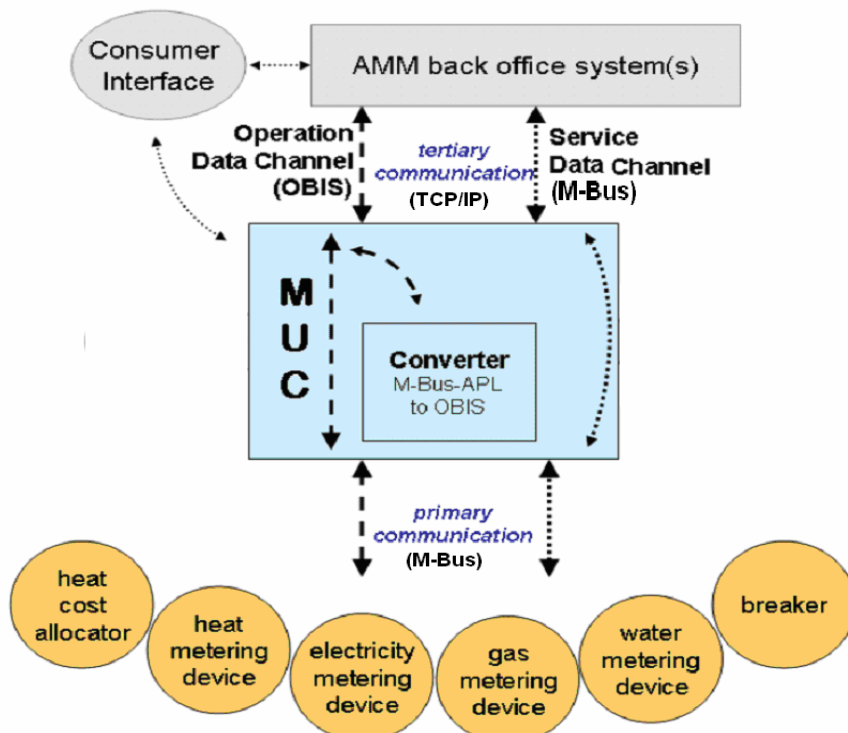 Consumer
Interface
AMM back office system(s)
Operation
Data Channel
(OBIS)
tertiary
communication
(TCP/IP)
Service
Data Channel
(M-Bus)
M
U
C
Converter
M-Bus-APL
to OBIS
primary
communication
(M-Bus)
heat
cost
allocator
heat
metering
device
electricity
metering
device
gas
metering
device
water
metering
device
breaker